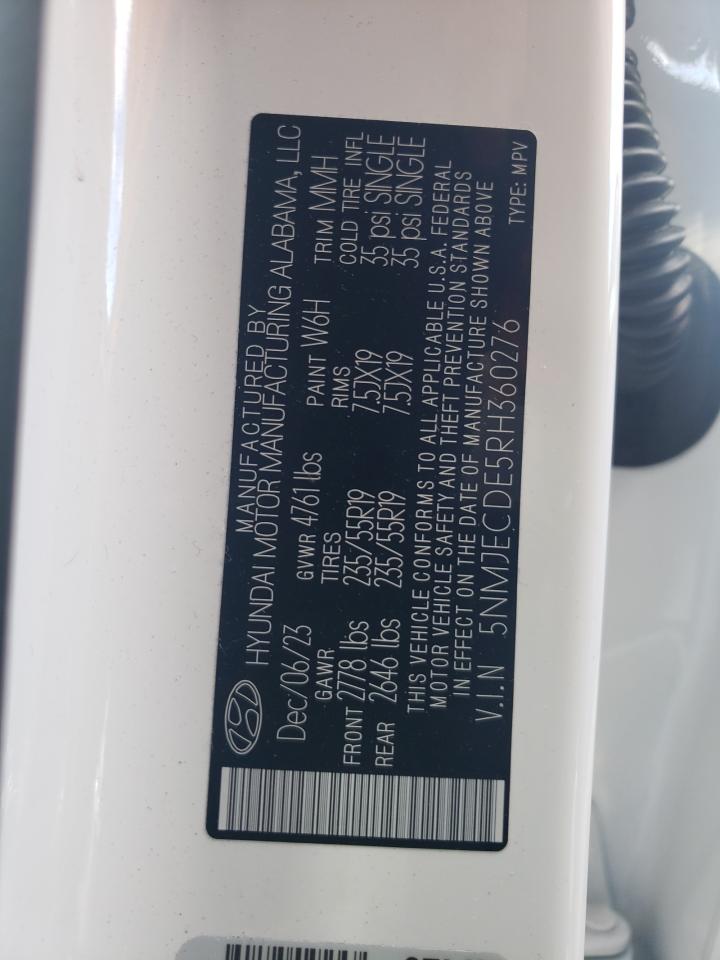 MANUFACTURED BY
HYUNDAI MOTOR MANUFACTURING ALABAMA, LLC
Dec/06/23 GVWR 4761 lbs PAINT W6H TRIM MMH
GAWR TIRES RIMS COLD TIRE INFL
FRONT 2778 lbs 235/55R19 7.5JX19 35 psi SINGLE
REAR 2646 lbs 235/55R19 7.5JX19 35 psi SINGLE
THIS VEHICLE CONFORMS TO ALL APPLICABLE U.S.A. FEDERAL
MOTOR VEHICLE SAFETY AND THEFT PREVENTION STANDARDS
IN EFFECT ON THE DATE OF MANUFACTURE SHOWN ABOVE
V.I.N 5NMJECDE5RH360276 TYPE: MPV